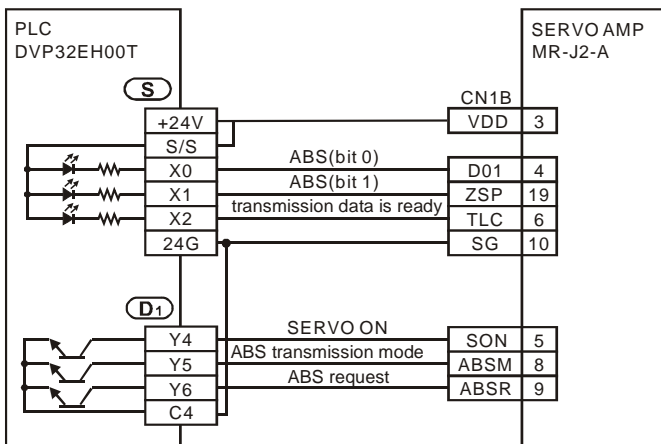 PLC
DVP32EH00T
SERVO AMP
MR-J2-A
S
CN1B
+24V
VDD 3
S/S
X0
ABS(bit 0)
D01 4
X1
ABS(bit 1)
ZSP 19
X2
transmission data is ready
TLC 6
24G
SG 10
D1
Y4
SERVO ON
SON 5
Y5
ABS transmission mode
ABSM 8
Y6
ABS request
ABSR 9
C4